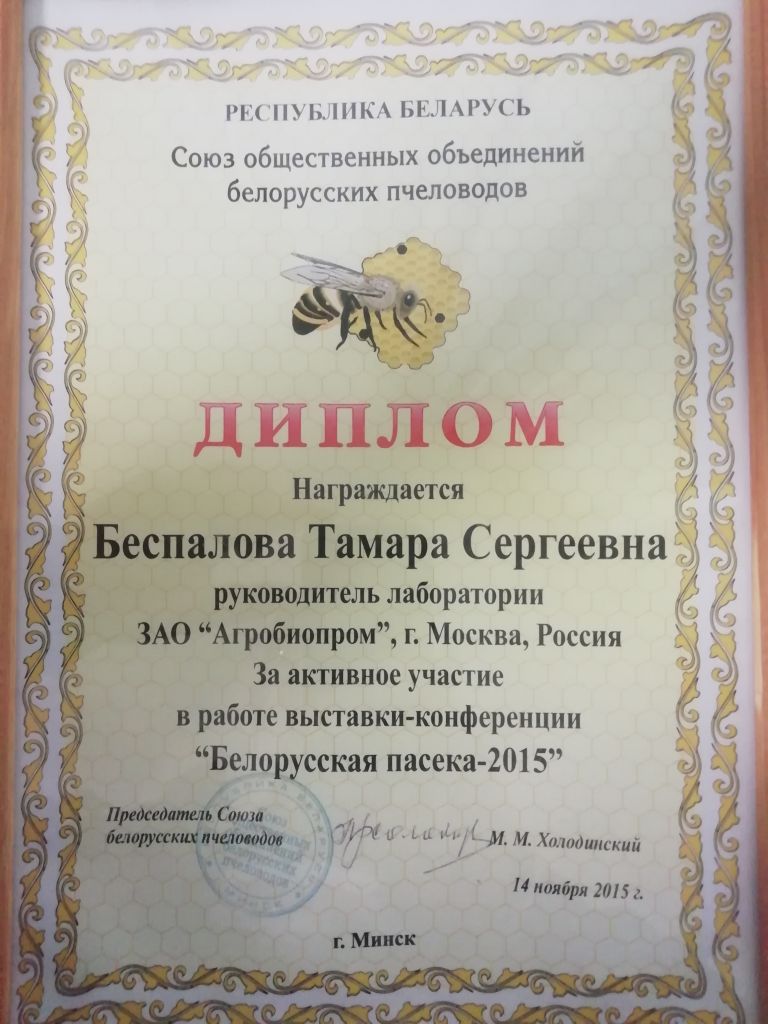 РЕСПУБЛИКА БЕЛАРУСЬ
Союз общественных объединений
белорусских пчеловодов
ДИПЛОМ
Награждается
Беспалова Тамара Сергеевна
руководитель лаборатории
ЗАО “Агробиопром”, г. Москва, Россия
За активное участие
в работе выставки-конференции
“Белорусская пасека-2015”
Председатель Союза
белорусских пчеловодов
М. М. Холодинский
14 ноября 2015 г.
г. Минск